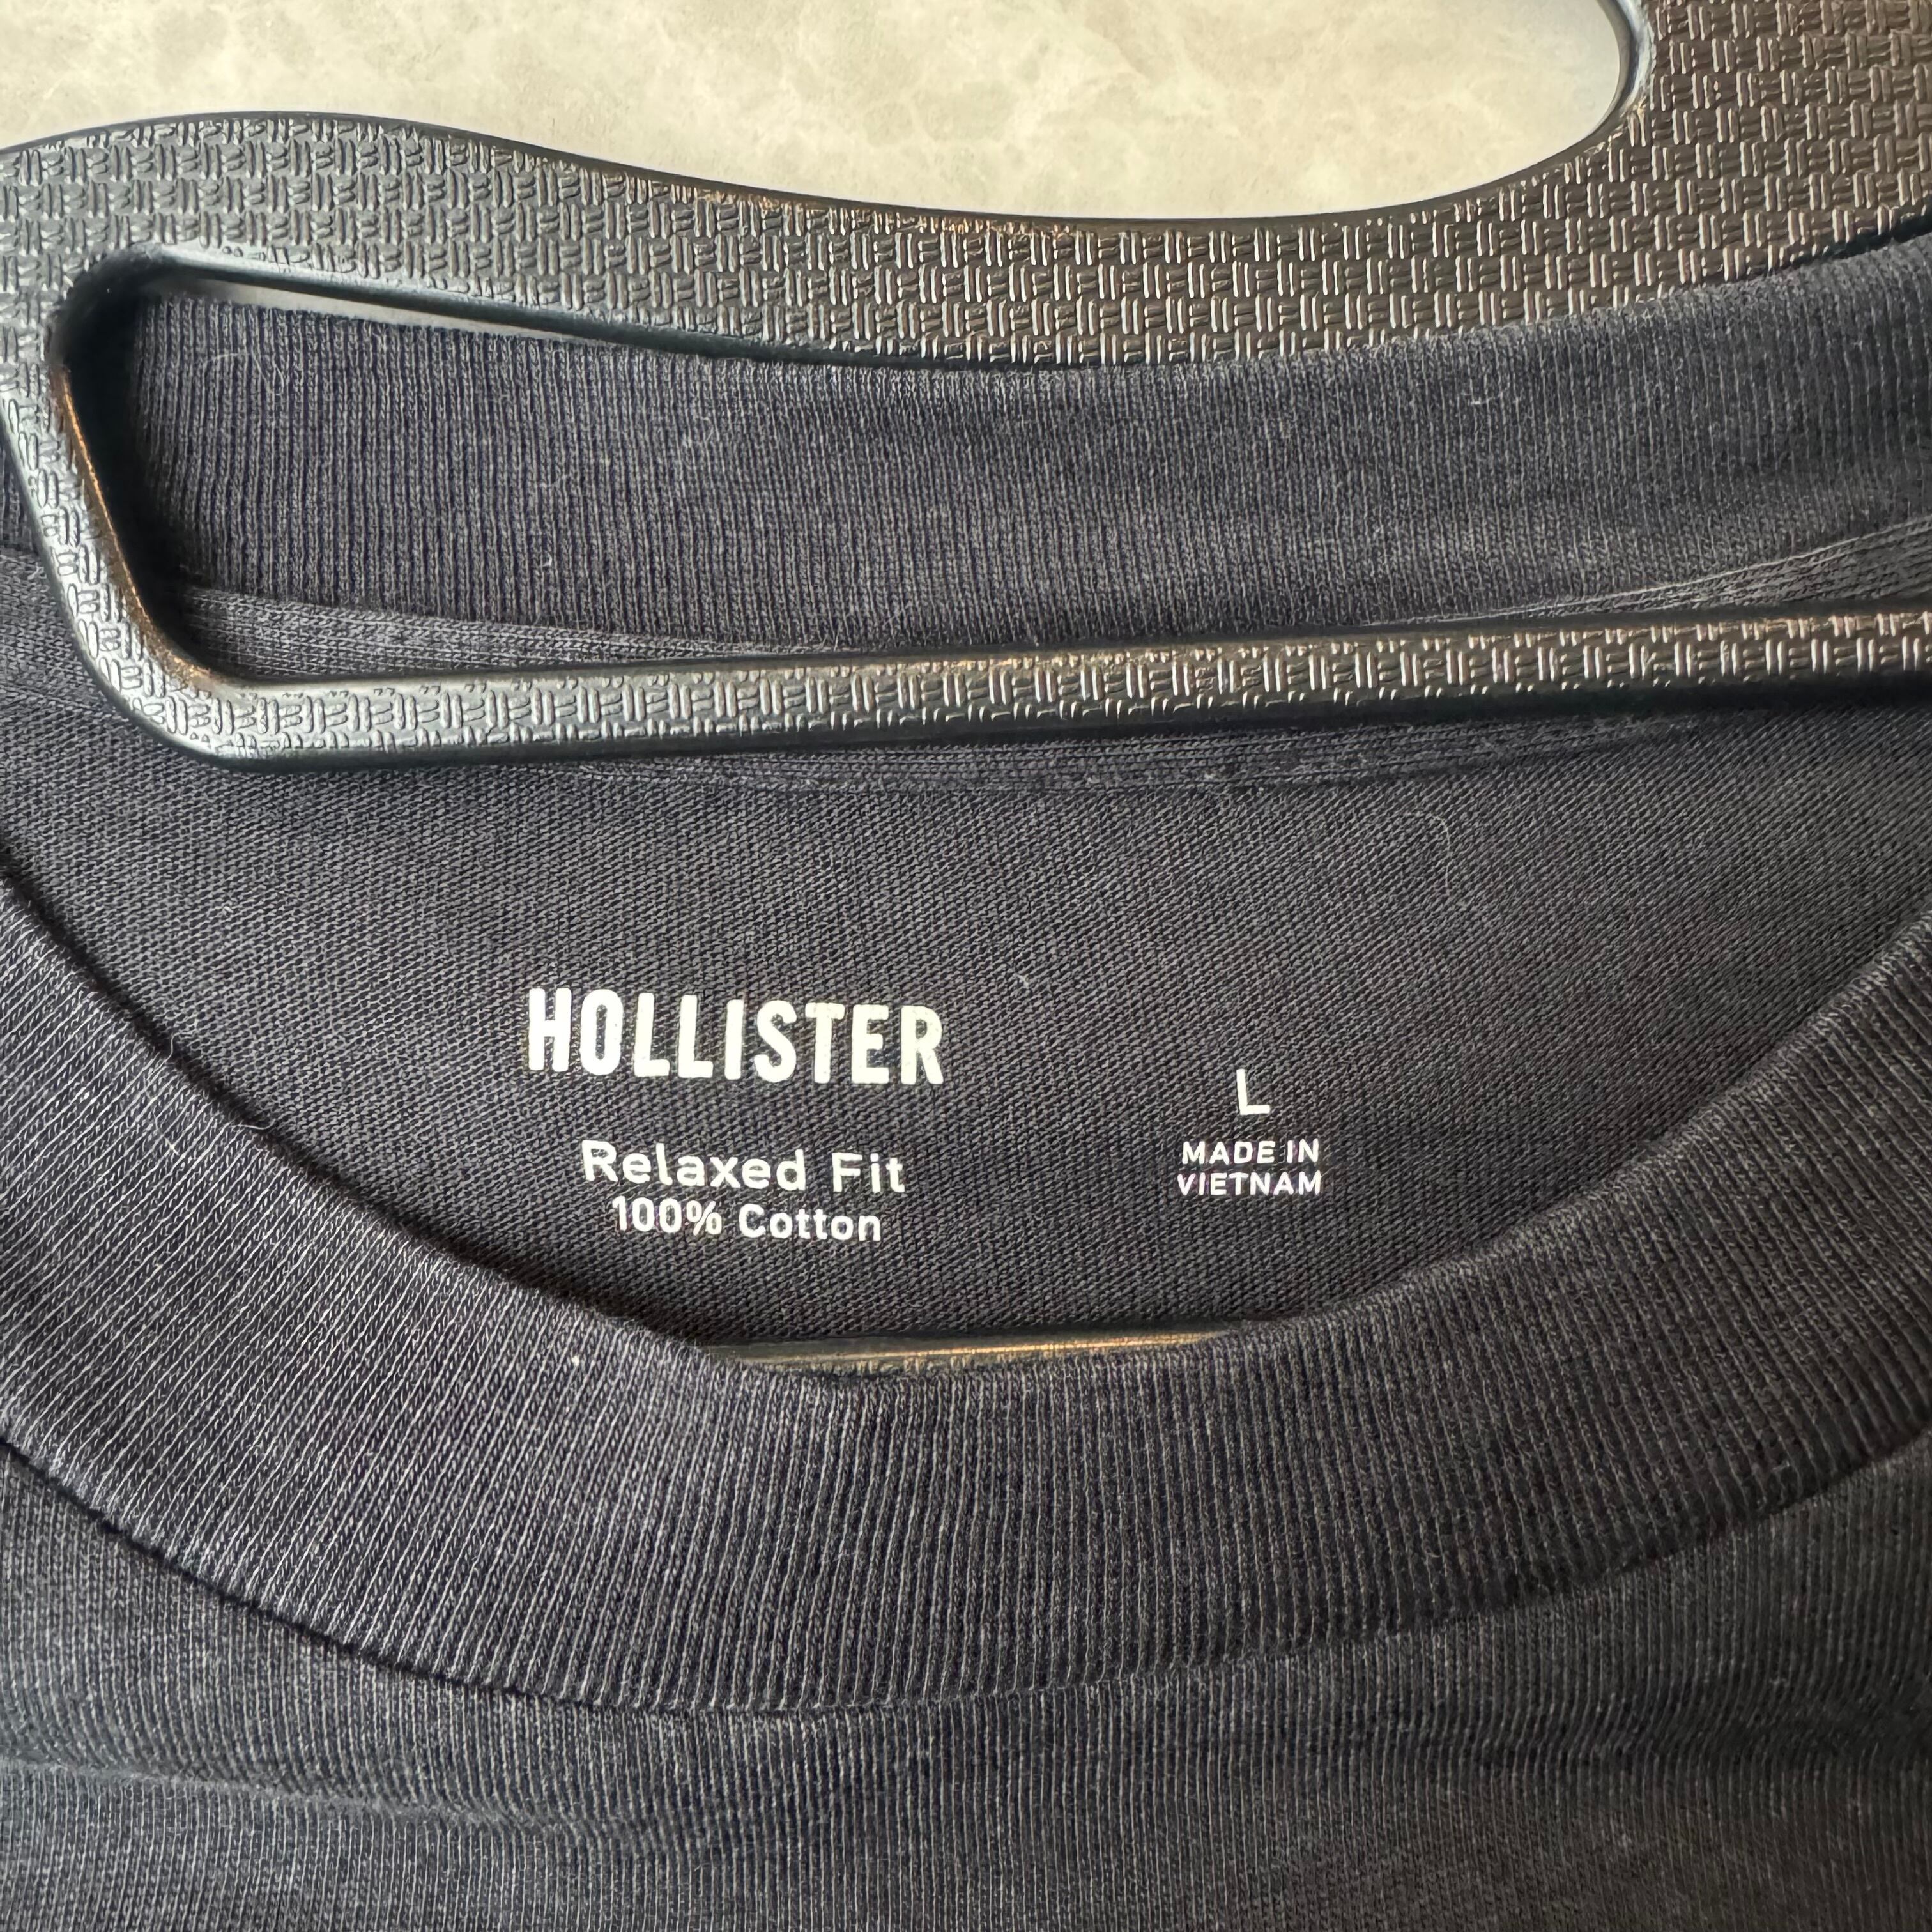 HOLLISTER
Relaxed Fit
100% Cotton
L
MADE IN
VIETNAM